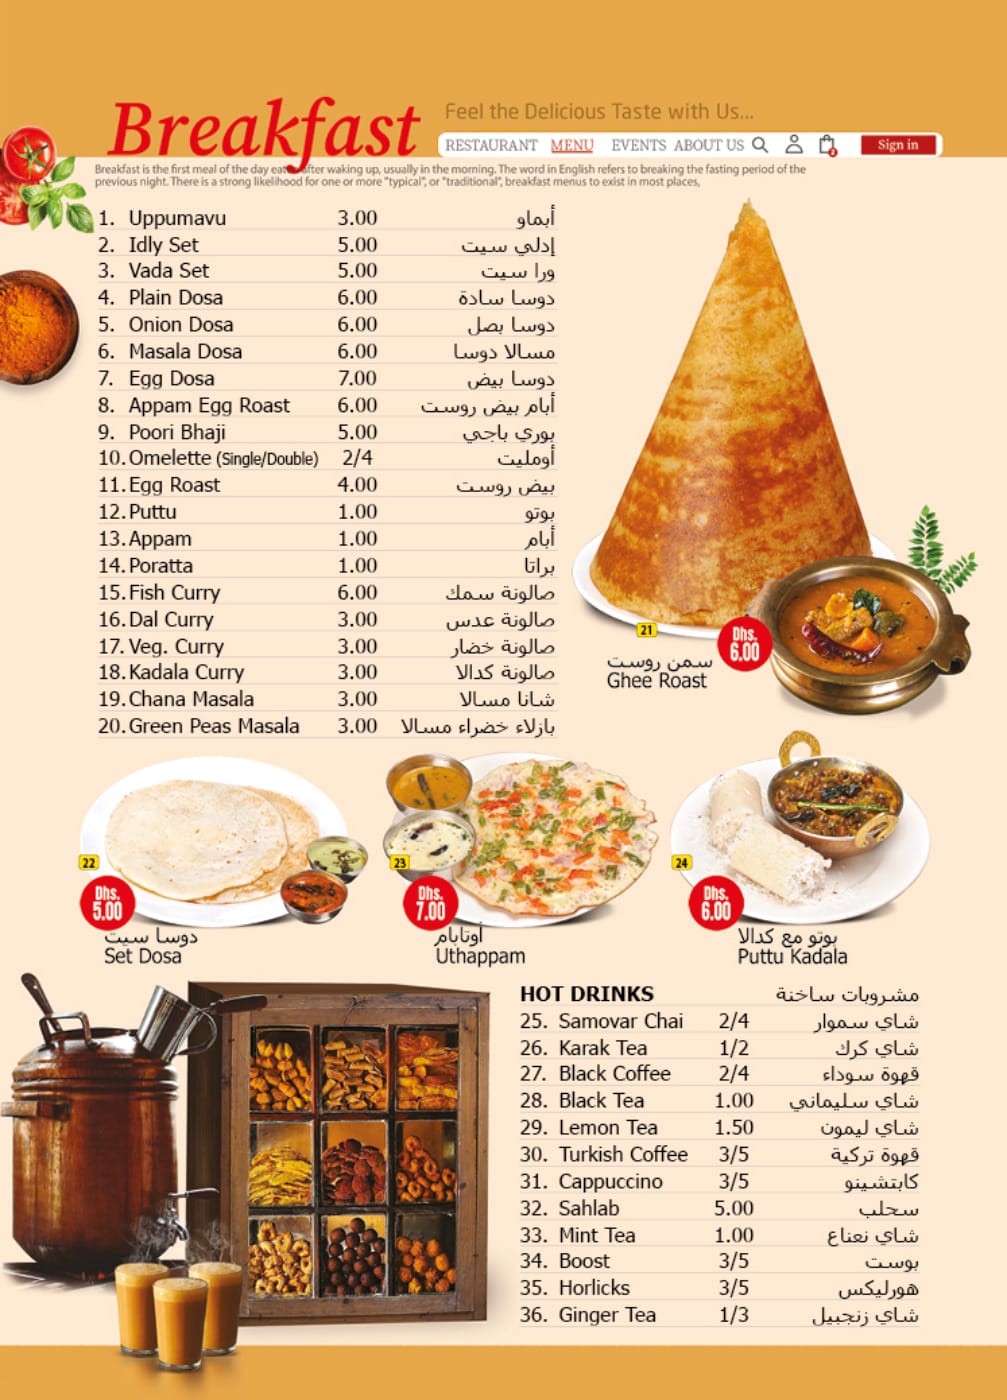 Breakfast
Feel the Delicious Taste with Us...
RESTAURANT MENU EVENTS ABOUT US 2 Sign in
Breakfast is the first meal of the day after waking up, usually in the morning. The word in English refers to breaking the fasting period of the
previous night. There is a strong likelihood for one or more "typical", or "traditional", breakfast menus to exist in most places,
1. Uppumavu 3.00 أبماو
2. Idly Set 5.00 إدلي سيت
3. Vada Set 5.00 ورا سيت
4. Plain Dosa 6.00 دوسا سادة
5. Onion Dosa 6.00 دوسا بصل
6. Masala Dosa 6.00 مسالا دوسا
7. Egg Dosa 7.00 دوسا بيض
8. Appam Egg Roast 6.00 أبام بيض روست
9. Poori Bhaji 5.00 بوري باجي
10. Omelette (Single/Double) 2/4 أومليت
11. Egg Roast 4.00 بيض روست
12. Puttu 1.00 بوتو
13. Appam 1.00 أبام
14. Poratta 1.00 براتا
15. Fish Curry 6.00 صالونة سمك
16. Dal Curry 3.00 صالونة عدس
17. Veg. Curry 3.00 صالونة خضار
18. Kadala Curry 3.00 صالونة كدالا
19. Chana Masala 3.00 شانا مسالا
20. Green Peas Masala 3.00 بازلاء خضراء مسالا
21
Dhs.
6.00
سمن روست
Ghee Roast
22
Dhs.
5.00
دوسا سيت
Set Dosa
23
Dhs.
7.00
أوتابام
Uthappam
24
Dhs.
6.00
بوتو مع كدالا
Puttu Kadala
HOT DRINKS مشروبات ساخنة
25. Samovar Chai 2/4 شاي سموار
26. Karak Tea 1/2 شاي كرك
27. Black Coffee 2/4 قهوة سوداء
28. Black Tea 1.00 شاي سليماني
29. Lemon Tea 1.50 شاي ليمون
30. Turkish Coffee 3/5 قهوة تركية
31. Cappuccino 3/5 كابتشينو
32. Sahlab 5.00 سحلب
33. Mint Tea 1.00 شاي نعناع
34. Boost 3/5 بوست
35. Horlicks 3/5 هورليكس
36. Ginger Tea 1/3 شاي زنجبيل